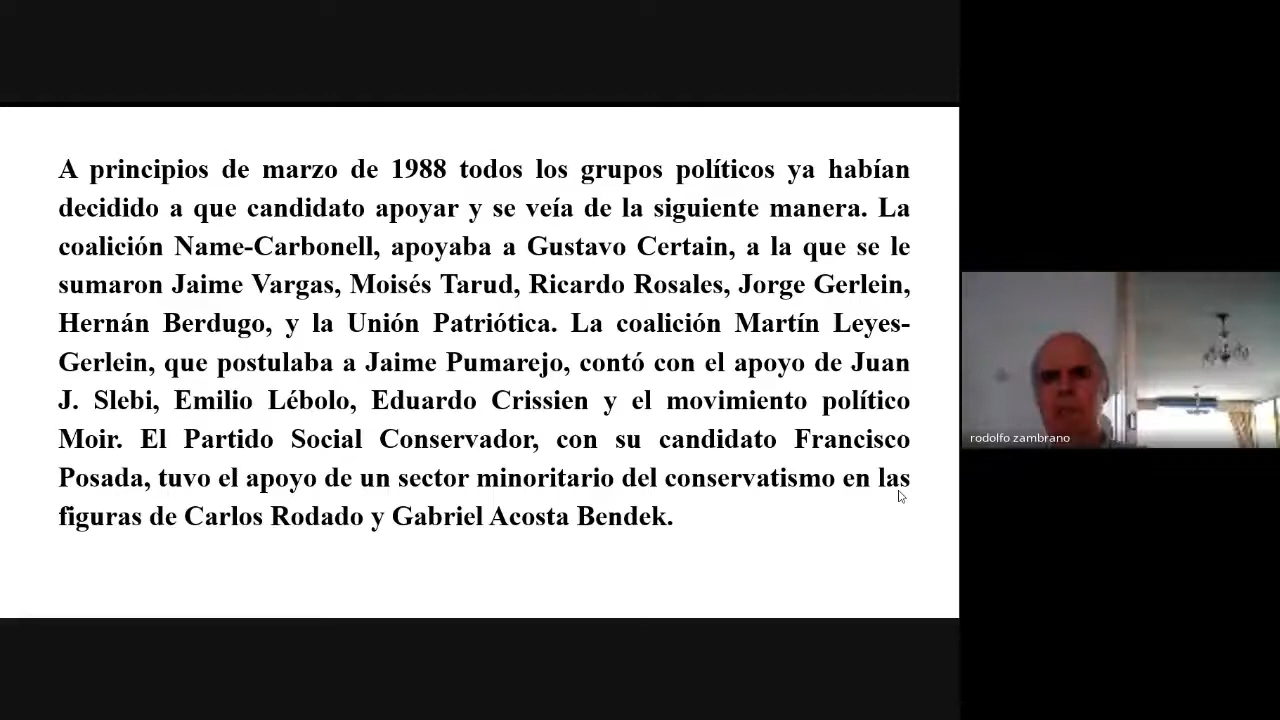 A principios de marzo de 1988 todos los grupos políticos ya habían
decidido a que candidato apoyar y se veía de la siguiente manera. La
coalición Name-Carbonell, apoyaba a Gustavo Certain, a la que se le
sumaron Jaime Vargas, Moisés Tarud, Ricardo Rosales, Jorge Gerlein,
Hernán Berdugo, y la Unión Patriótica. La coalición Martín Leyes-
Gerlein, que postulaba a Jaime Pumarejo, contó con el apoyo de Juan
J. Slebi, Emilio Lébolo, Eduardo Crissien y el movimiento político
Moir. El Partido Social Conservador, con su candidato Francisco
Posada, tuvo el apoyo de un sector minoritario del conservatismo en las
figuras de Carlos Rodado y Gabriel Acosta Bendek.
rodolfo zambrano